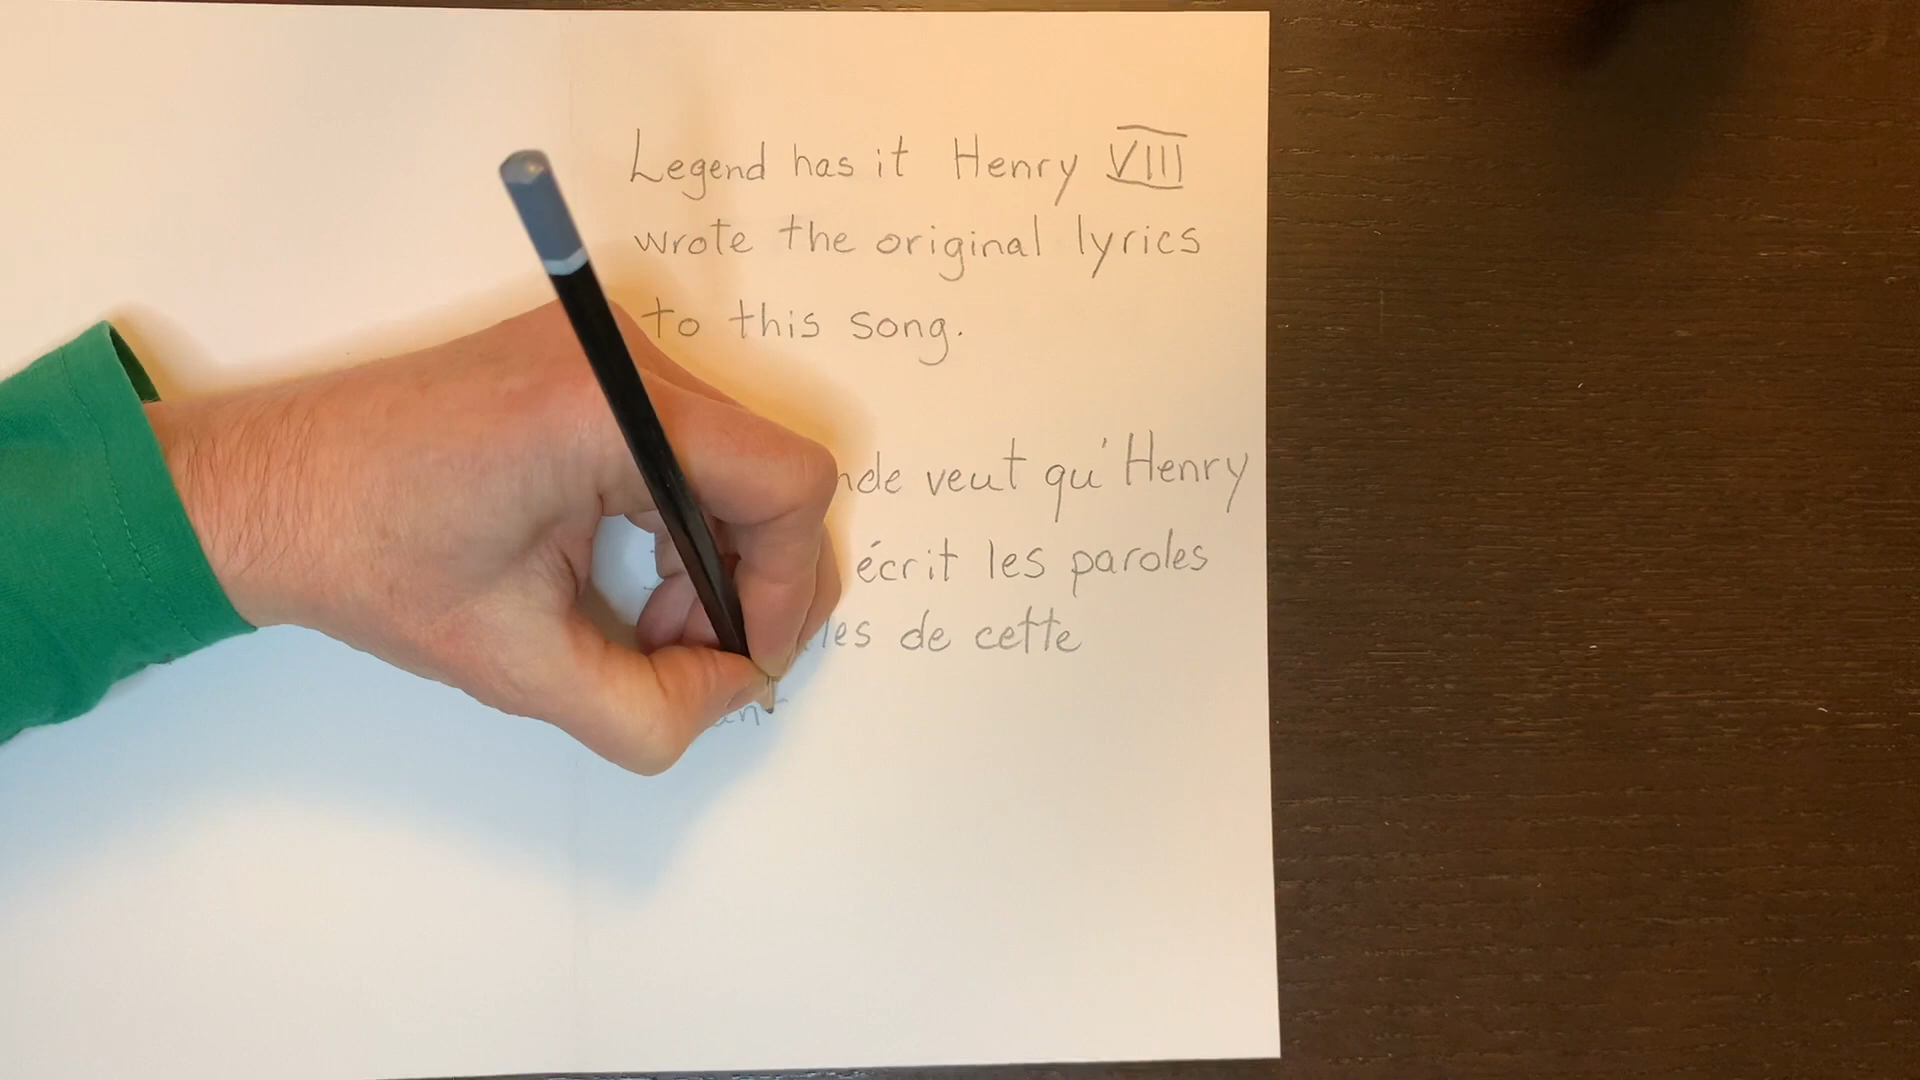 Legend has it Henry VIII
wrote the original lyrics
to this song.
veut qu'Henry
écrit les paroles
de cette